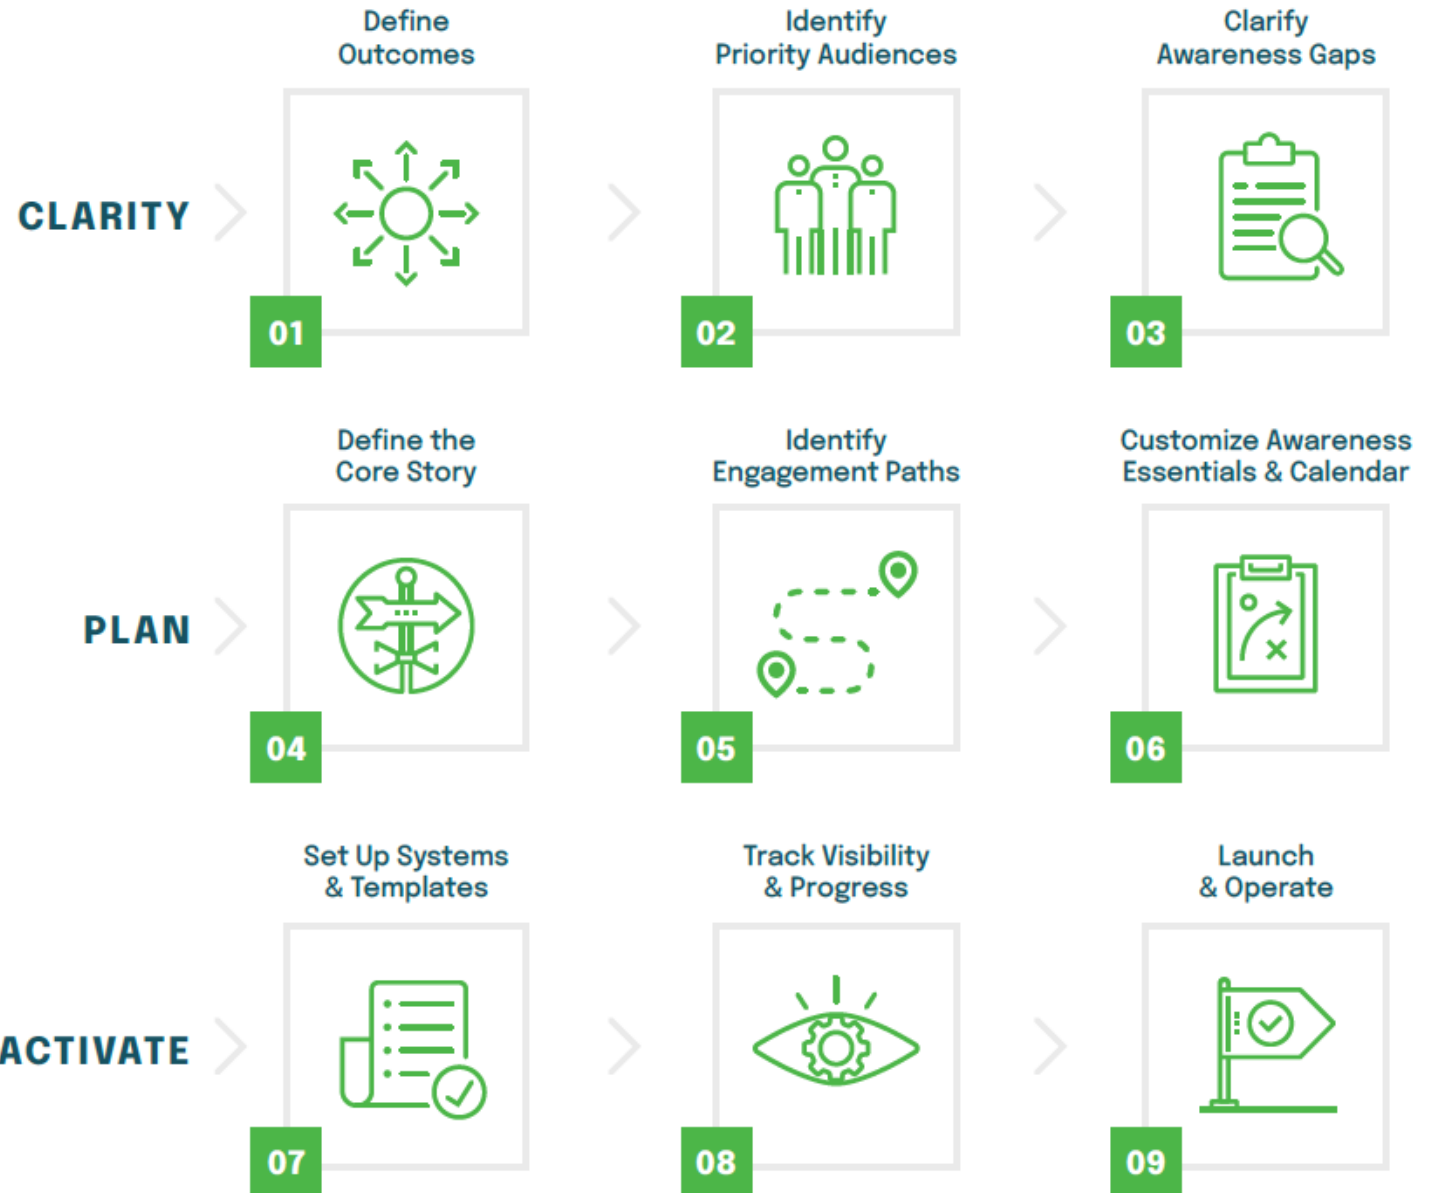 Define
Outcomes
Identify
Priority Audiences
Clarify
Awareness Gaps
CLARITY
01
02
03
Define the
Core Story
Identify
Engagement Paths
Customize Awareness
Essentials & Calendar
PLAN
04
05
06
Set Up Systems
& Templates
Track Visibility
& Progress
Launch
& Operate
ACTIVATE
07
08
09